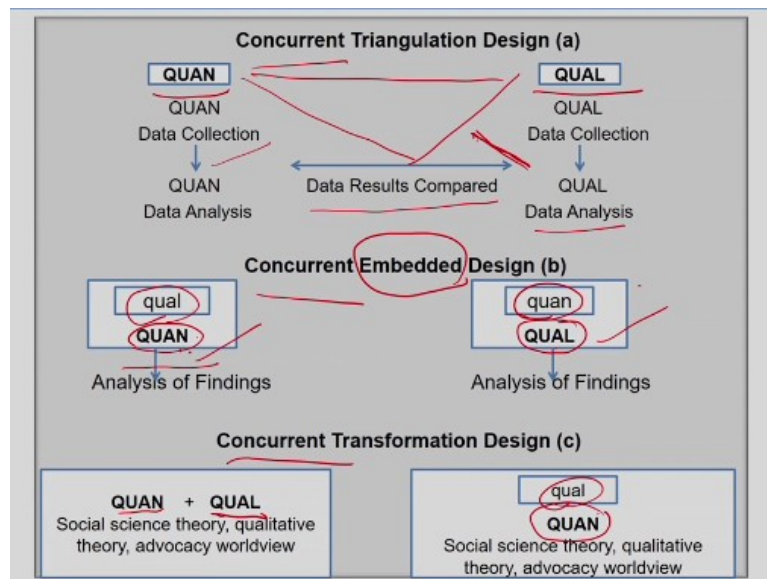 Concurrent Triangulation Design (a)
QUAN QUAL
QUAN QUAL
Data Collection Data Collection
QUAN Data Results Compared QUAL
Data Analysis Data Analysis
Concurrent Embedded Design (b)
qual quan
QUAN QUAL
Analysis of Findings Analysis of Findings
Concurrent Transformation Design (c)
QUAN + QUAL
Social science theory, qualitative
theory, advocacy worldview
qual
QUAN
Social science theory, qualitative
theory, advocacy worldview